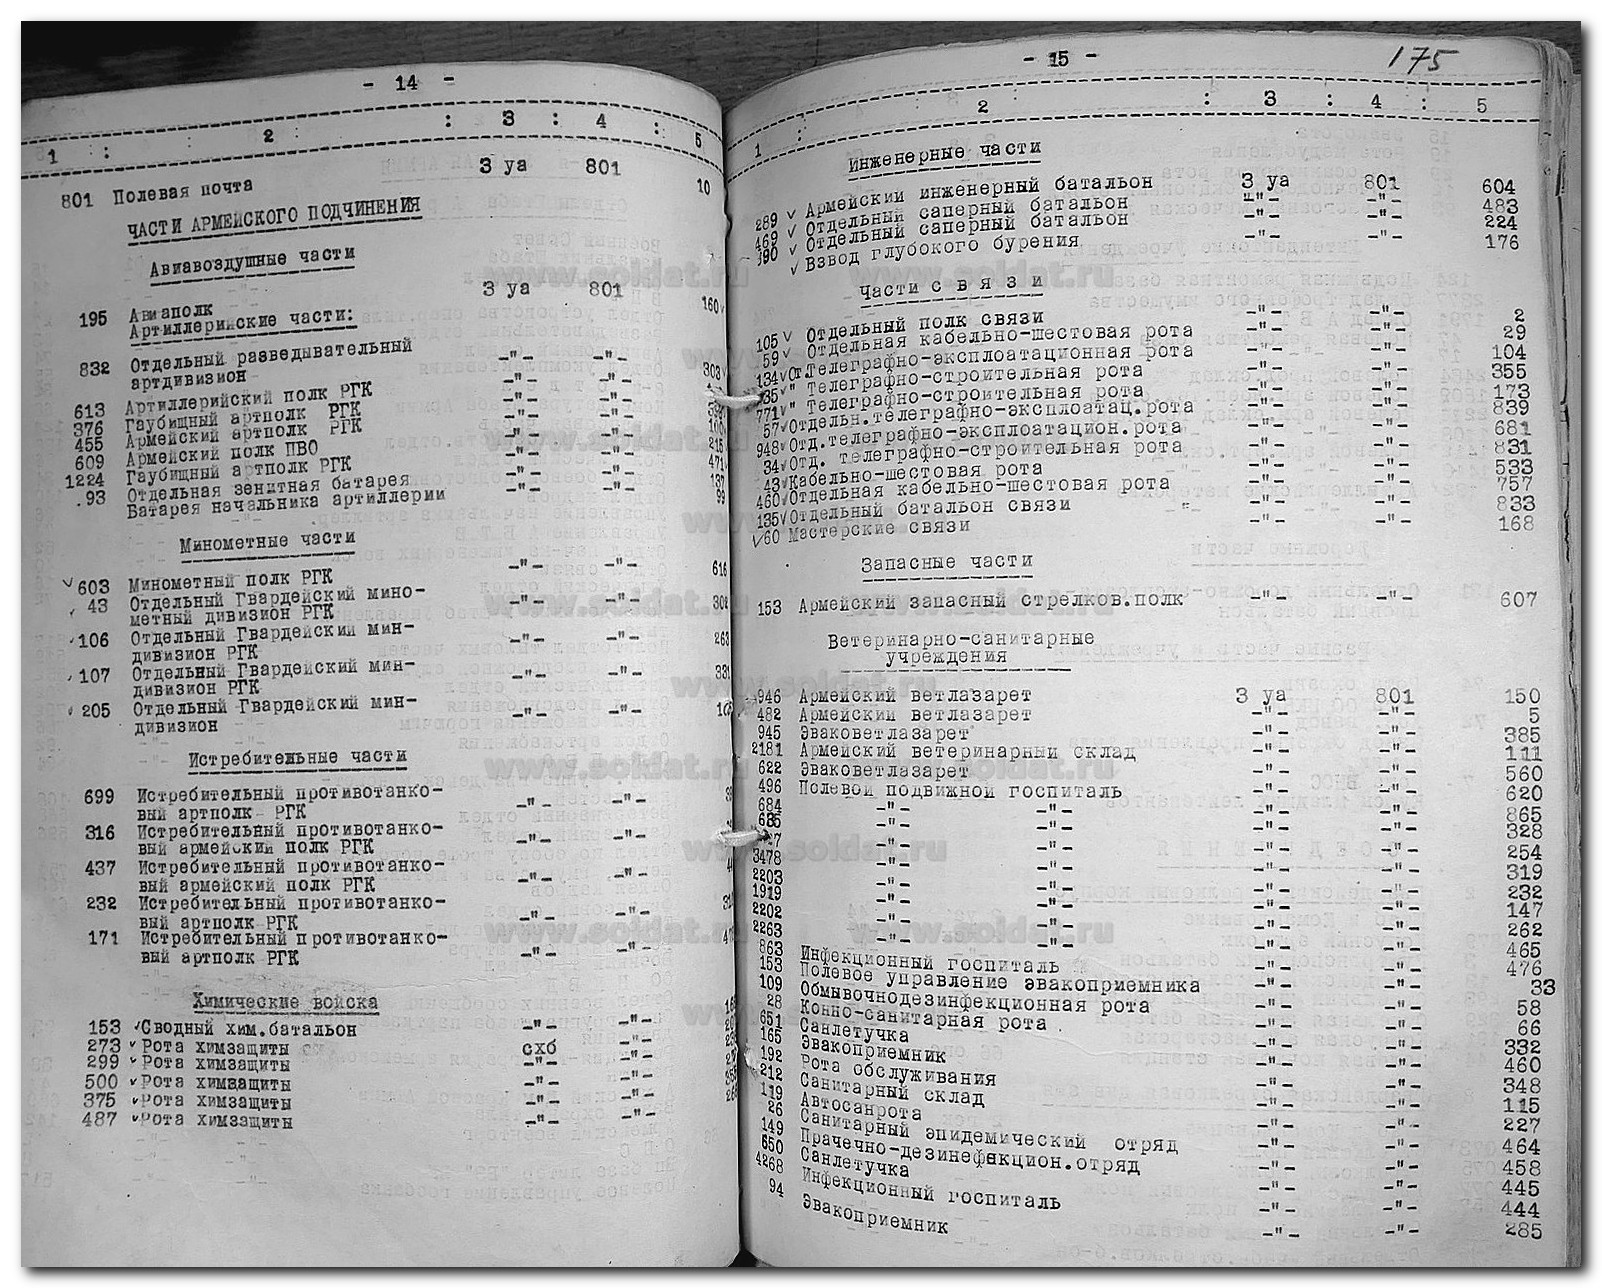 - 14 -
1 : 2 : 3 : 4 : 5
801 Полевая почта 3 уа 801 10
ЧАСТИ АРМЕЙСКОГО ПОДЧИНЕНИЯ
Авиавоздушные части
195 Авиаполк 3 уа 801 160
Артиллерийские части:
832 Отдельный разведывательный -"- -"- 303
артдивизион
613 Артиллерийский полк РГК -"- -"-
376 Гаубичный артполк РГК -"- -"-
455 Армейский артполк РГК -"- -"-
609 Армейский полк ПВО -"- -"- 215
1224 Гаубичный артполк РГК -"- -"- 471
93 Отдельная зенитная батарея -"- -"- 137
Батарея начальника артиллерии -"- -"- 99
Минометные части
603 Минометный полк РГК -"- -"- 616
43 Отдельный Гвардейский мино- -"- -"- 302
метный дивизион РГК
106 Отдельный Гвардейский мин- -"- -"- 263
дивизион РГК
107 Отдельный Гвардейский мин- -"- -"- 331
дивизион РГК
205 Отдельный Гвардейский мин- -"- -"-
дивизион
Истребительные части
699 Истребительный противотанко- -"- -"-
вый артполк РГК
316 Истребительный противотанко- -"- -"-
вый армейский полк РГК
437 Истребительный противотанко- -"- -"-
вый армейский полк РГК
232 Истребительный противотанко- -"- -"-
вый артполк РГК
171 Истребительный противотанко- -"- -"-
вый артполк РГК
Химические войска
153 Сводный хим.батальон -"- -"-
273 Рота химзащиты схб -"-
299 Рота химзащиты -"- -"-
500 Рота химзащиты -"- -"-
375 Рота химзащиты -"- -"-
487 Рота химзащиты -"- -"-
- 15 - 175
1 : 2 : 3 : 4 : 5
Инженерные части
289 Армейский инженерный батальон 3 уа 801 604
469 Отдельный саперный батальон -"- -"- 483
Отдельный саперный батальон -"- -"- 224
Взвод глубокого бурения -"- -"- 176
Части с в я з и
105 Отдельный полк связи -"- -"- 2
59 Отдельная кабельно-шестовая рота -"- -"- 29
134 От.Телеграфно-эксплоатационная рота -"- -"- 104
" Телеграфно-строительная рота -"- -"- 355
771 " Телеграфно-строительная рота -"- -"- 173
57 Отдельн.телеграфно-эксплоатац.рота -"- -"- 839
948 Отд.телеграфно-эксплоатацион.рота -"- -"- 681
34 Отд. телеграфно-строительная рота -"- -"- 831
43 Кабельно-шестовая рота -"- -"- 533
460 Отдельная кабельно-шестовая рота -"- -"- 757
135 Отдельный батальон связи -"- -"- 833
60 Мастерские связи -"- -"- 168
Запасные части
153 Армейский запасный стрелков.полк -"- -"- 607
Ветеринарно-санитарные
учреждения
946 Армейский ветлазарет 3 уа 801 150
482 Армейский ветлазарет -"- -"- 5
945 Эваковетлазарет -"- -"- 385
2181 Армейский ветеринарный склад -"- -"- 111
622 Эваковетлазарет -"- -"- 560
496 Полевой подвижной госпиталь -"- -"- 620
684 -"- -"- -"- -"- 865
635 -"- -"- -"- -"- 328
-"- -"- -"- -"- 254
3478 -"- -"- -"- -"- 319
2203 -"- -"- -"- -"- 232
1919 -"- -"- -"- -"- 147
2202 -"- -"- -"- -"- 262
2263 -"- -"- -"- -"- 465
863 Инфекционный госпиталь -"- -"- 476
153 Полевое управление эвакоприемника -"- -"- 33
109 Обмывочнодезинфекционная рота -"- -"- 58
28 Конно-санитарная рота -"- -"- 66
651 Санлетучка -"- -"- 332
165 Эвакоприемник -"- -"- 460
192 Рота обслуживания -"- -"- 348
212 Санитарный склад -"- -"- 115
119 Автосанрота -"- -"- 227
26 Санитарный эпидемический отряд -"- -"- 464
149 Прачечно-дезинефекцион.отряд -"- -"- 458
650 Санлетучка -"- -"- 445
4268 Инфекционный госпиталь -"- -"- 444
94 Эвакоприемник -"- -"- 285